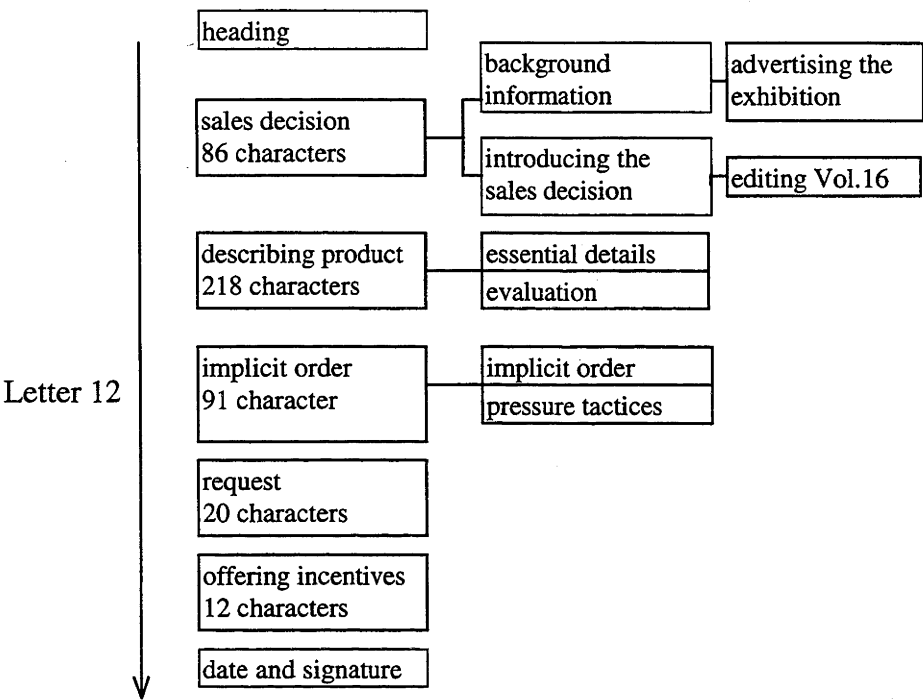 heading
background
information
advertising the
exhibition
sales decision
86 characters
introducing the
sales decision
editing Vol.16
describing product
218 characters
essential details
evaluation
Letter 12
implicit order
91 character
implicit order
pressure tactices
request
20 characters
offering incentives
12 characters
date and signature